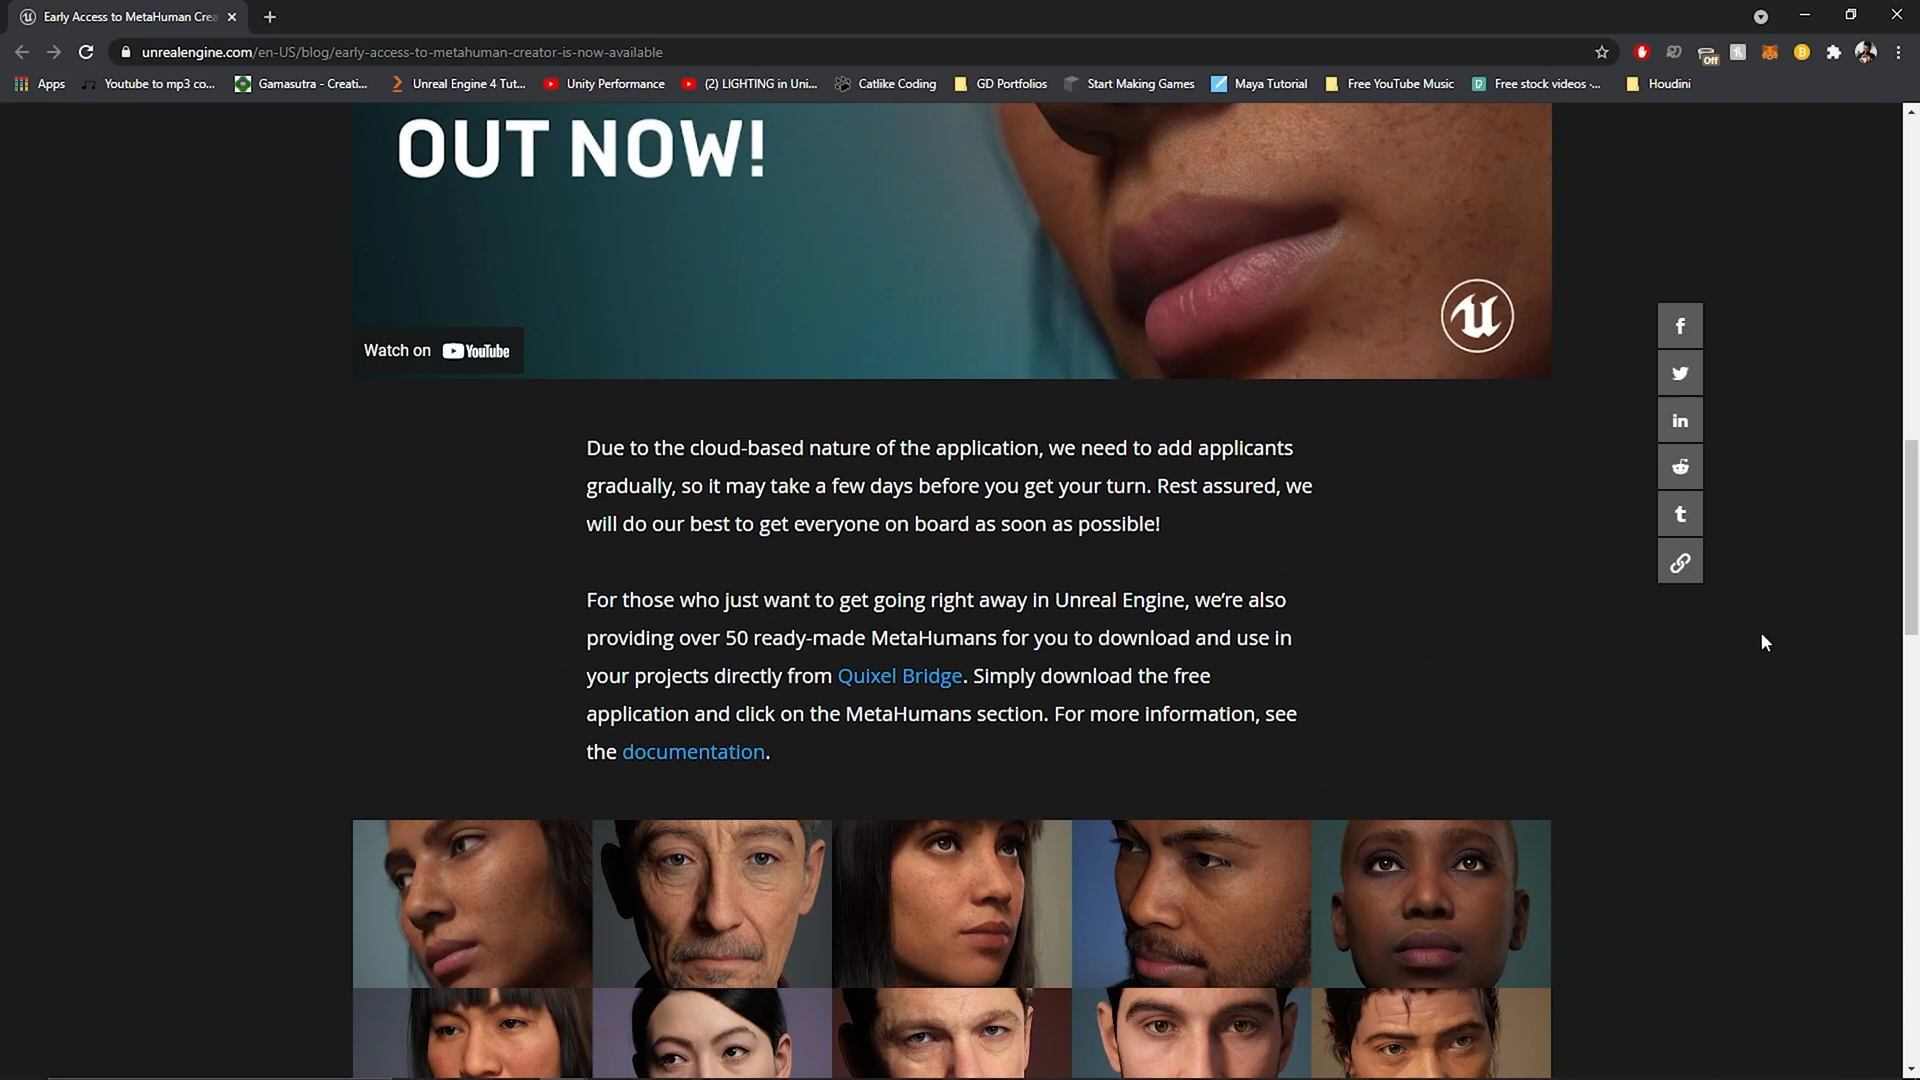 Early Access to MetaHuman Crea
unrealengine.com/en-US/blog/early-access-to-metahuman-creator-is-now-available
Off
Apps
Youtube to mp3 co...
Gamasutra - Creati...
Unreal Engine 4 Tut...
Unity Performance
(2) LIGHTING in Uni...
Catlike Coding
GD Portfolios
Start Making Games
Maya Tutorial
Free YouTube Music
Free stock videos -...
Houdini
OUT NOW!
Watch on YouTube
Due to the cloud-based nature of the application, we need to add applicants
gradually, so it may take a few days before you get your turn. Rest assured, we
will do our best to get everyone on board as soon as possible!
For those who just want to get going right away in Unreal Engine, we’re also
providing over 50 ready-made MetaHumans for you to download and use in
your projects directly from Quixel Bridge. Simply download the free
application and click on the MetaHumans section. For more information, see
the documentation.